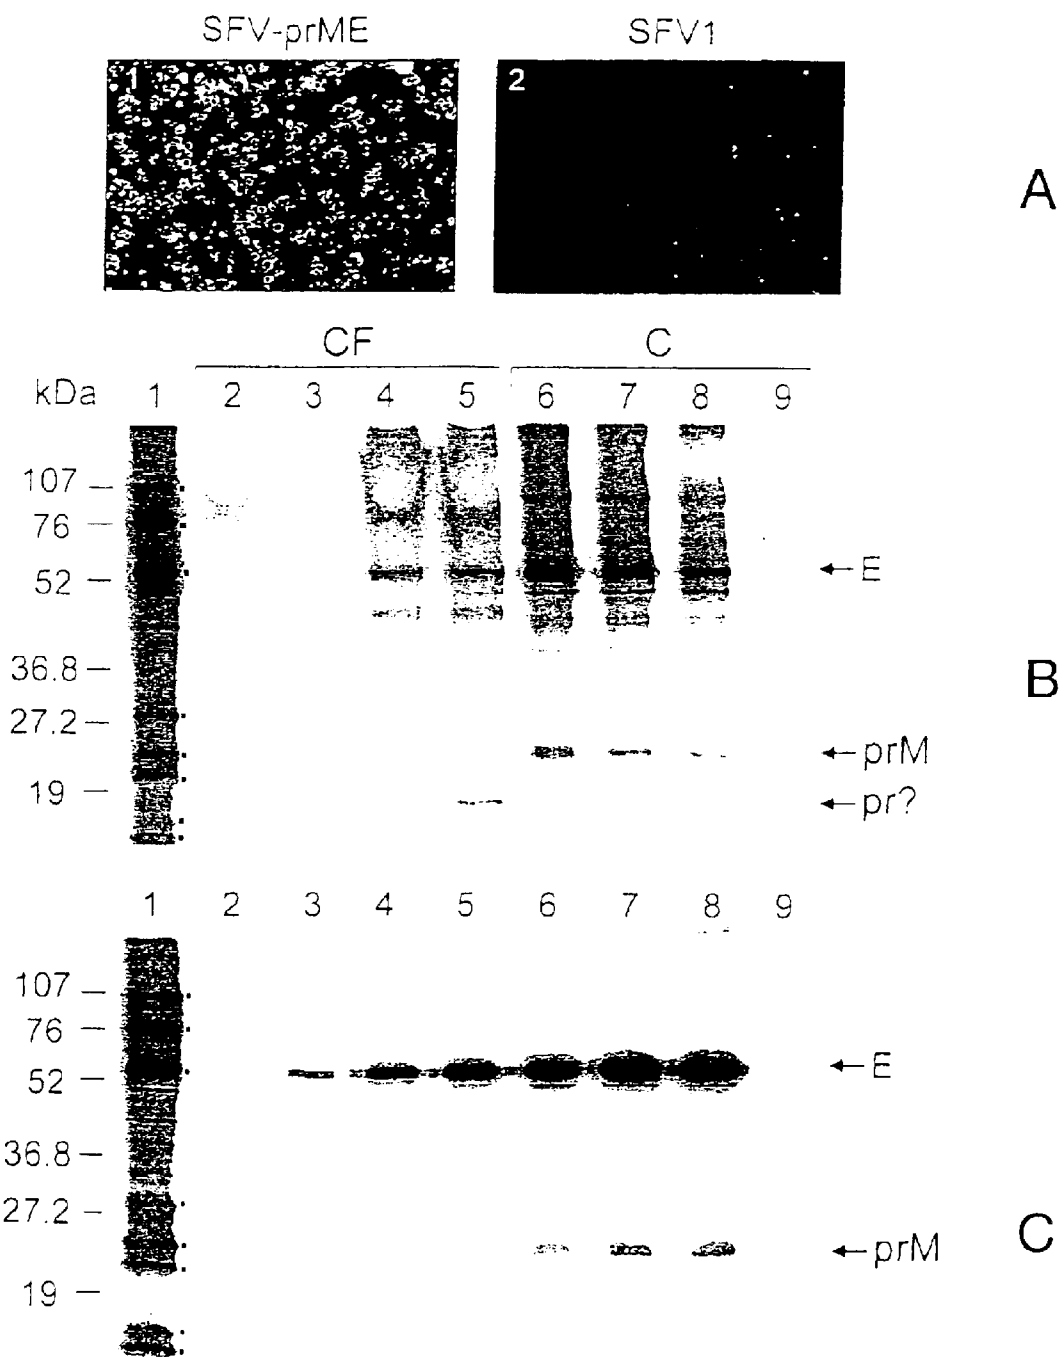 SFV-prME SFV1
1 2
A
CF C
kDa 1 2 3 4 5 6 7 8 9
107
76
52 ←E
36.8
B
27.2
←prM
19
←pr?
1 2 3 4 5 6 7 8 9
107
76
←E
52
36.8
27.2
C
←prM
19